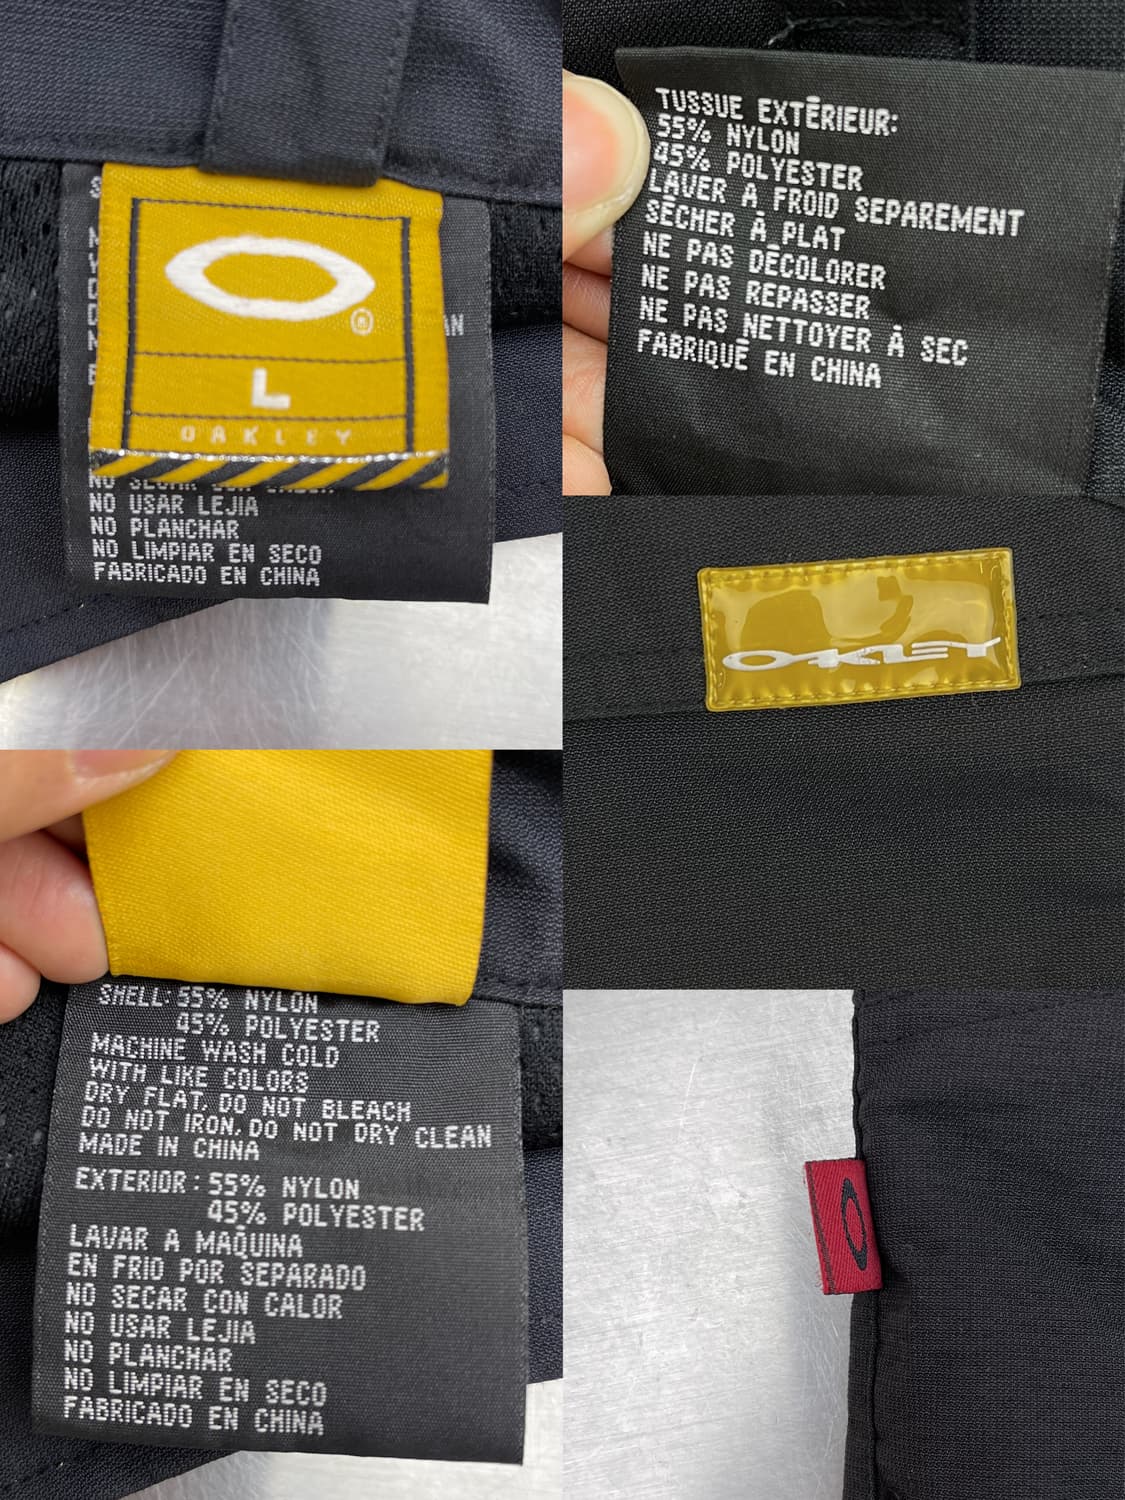 ®
L
OAKLEY
NO USAR LEJIA
NO PLANCHAR
NO LIMPIAR EN SECO
FABRICADO EN CHINA
TUSSUE EXTĒRIEUR:
55% NYLON
45% POLYESTER
LAVER A FROID SEPAREMENT
SĒCHER Ā PLAT
NE PAS DĒCOLORER
NE PAS REPASSER
NE PAS NETTOYER Ā SEC
FABRIQUĒ EN CHINA
OAKLEY
SHELL: 55% NYLON
45% POLYESTER
MACHINE WASH COLD
WITH LIKE COLORS
DRY FLAT, DO NOT BLEACH
DO NOT IRON, DO NOT DRY CLEAN
MADE IN CHINA
EXTERIOR: 55% NYLON
45% POLYESTER
LAVAR A MAQUINA
EN FRIO POR SEPARADO
NO SECAR CON CALOR
NO USAR LEJIA
NO PLANCHAR
NO LIMPIAR EN SECO
FABRICADO EN CHINA